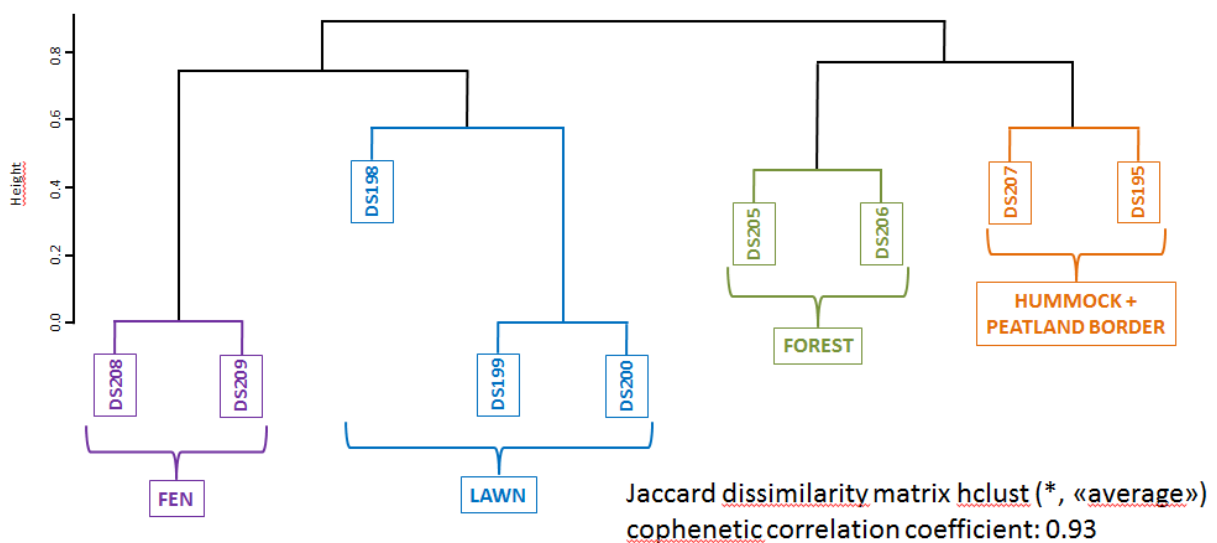 Height
0.0
0.2
0.4
0.6
0.8
DS198
DS205
DS206
DS207
DS195
HUMMOCK +
PEATLAND BORDER
FOREST
DS208
DS209
DS199
DS200
FEN
LAWN
Jaccard dissimilarity matrix hclust (*, «average»)
cophenetic correlation coefficient: 0.93